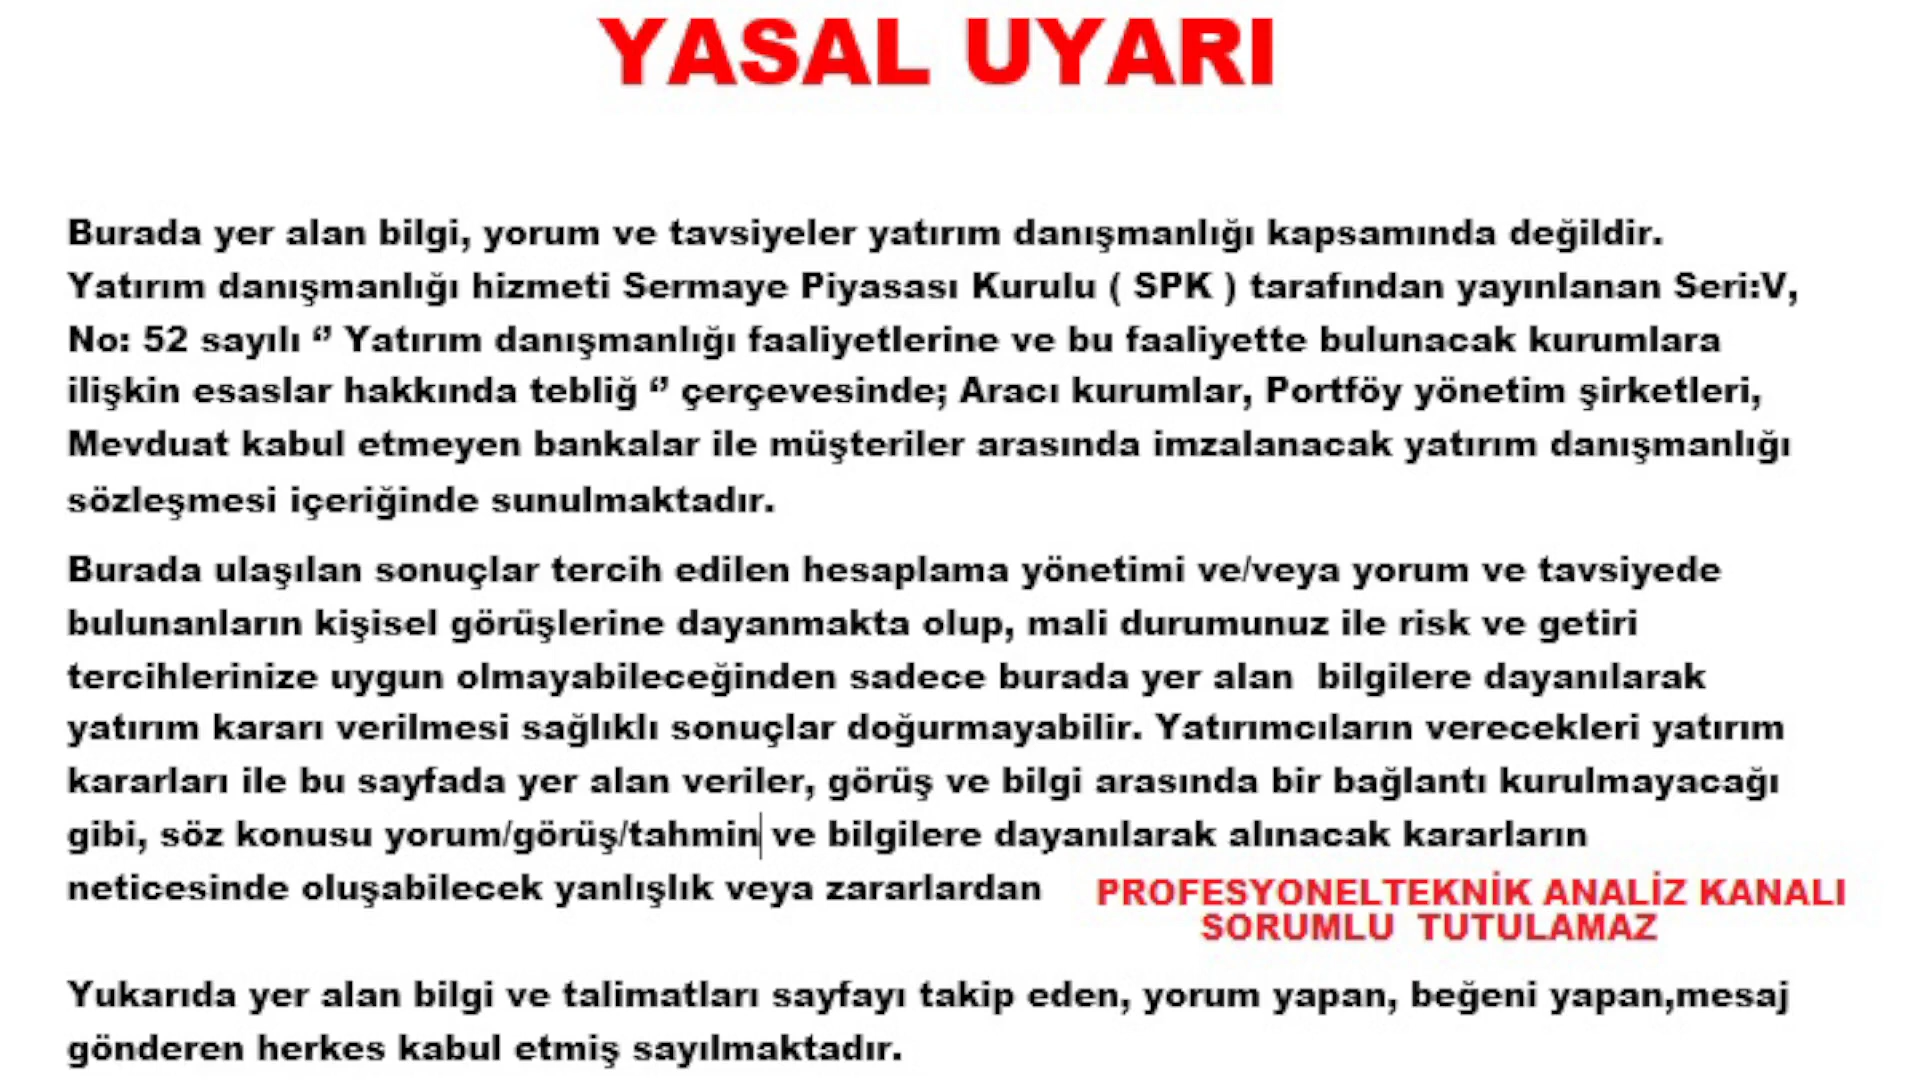 YASAL UYARI
Burada yer alan bilgi, yorum ve tavsiyeler yatırım danışmanlığı kapsamında değildir.
Yatırım danışmanlığı hizmeti Sermaye Piyasası Kurulu ( SPK ) tarafından yayınlanan Seri:V,
No: 52 sayılı “ Yatırım danışmanlığı faaliyetlerine ve bu faaliyette bulunacak kurumlara
ilişkin esaslar hakkında tebliğ “ çerçevesinde; Aracı kurumlar, Portföy yönetim şirketleri,
Mevduat kabul etmeyen bankalar ile müşteriler arasında imzalanacak yatırım danışmanlığı
sözleşmesi içeriğinde sunulmaktadır.
Burada ulaşılan sonuçlar tercih edilen hesaplama yönetimi ve/veya yorum ve tavsiyede
bulunanların kişisel görüşlerine dayanmakta olup, mali durumunuz ile risk ve getiri
tercihlerinize uygun olmayabileceğinden sadece burada yer alan  bilgilere dayanılarak
yatırım kararı verilmesi sağlıklı sonuçlar doğurmayabilir. Yatırımcıların verecekleri yatırım
kararları ile bu sayfada yer alan veriler, görüş ve bilgi arasında bir bağlantı kurulmayacağı
gibi, söz konusu yorum/görüş/tahmin ve bilgilere dayanılarak alınacak kararların
neticesinde oluşabilecek yanlışlık veya zararlardan PROFESYONELTEKNİK ANALİZ KANALI
SORUMLU TUTULAMAZ
Yukarıda yer alan bilgi ve talimatları sayfayı takip eden, yorum yapan, beğeni yapan,mesaj
gönderen herkes kabul etmiş sayılmaktadır.